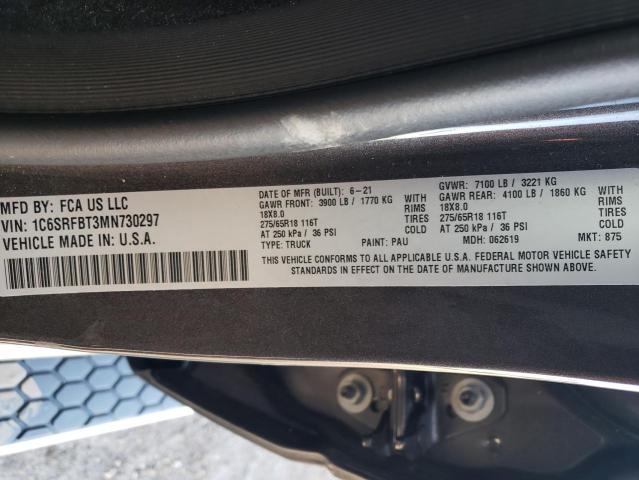 MFD BY: FCA US LLC
VIN: 1C6SRFBT3MN730297
VEHICLE MADE IN: U.S.A.
DATE OF MFR (BUILT): 6-21
GAWR FRONT: 3900 LB / 1770 KG WITH
18X8.0 RIMS
275/65R18 116T TIRES
AT 250 kPa / 36 PSI COLD
TYPE: TRUCK PAINT: PAU
GVWR: 7100 LB / 3221 KG
GAWR REAR: 4100 LB / 1860 KG WITH
18X8.0 RIMS
275/65R18 116T TIRES
AT 250 kPa / 36 PSI COLD
MDH: 062619 MKT: 875
THIS VEHICLE CONFORMS TO ALL APPLICABLE U.S.A. FEDERAL MOTOR VEHICLE SAFETY
STANDARDS IN EFFECT ON THE DATE OF MANUFACTURE SHOWN ABOVE.